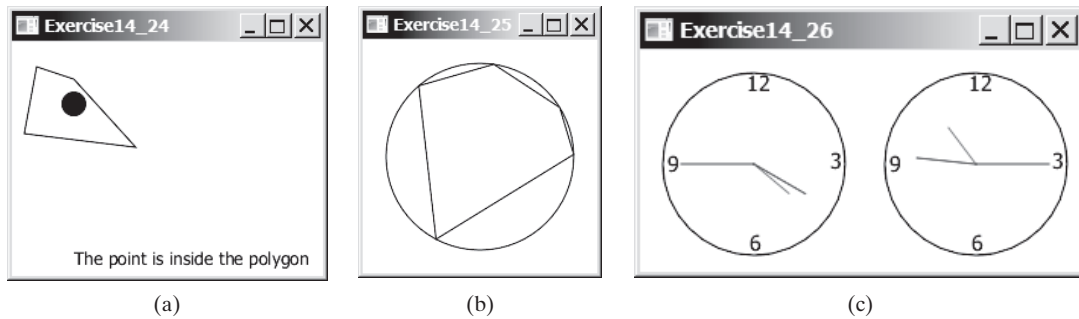 Exercise14_24
The point is inside the polygon
(a)
Exercise14_25
(b)
Exercise14_26
12
9
3
6
12
9
3
6
(c)